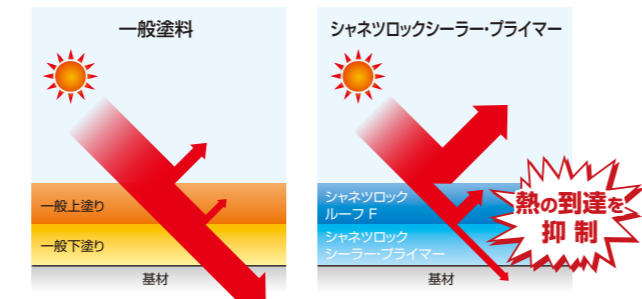 一般塗料
一般上塗り
一般下塗り
基材
シャネツロックシーラー・プライマー
シャネツロック
ルーフ F
シャネツロック
シーラー・プライマー
基材
熱の到達を
抑制